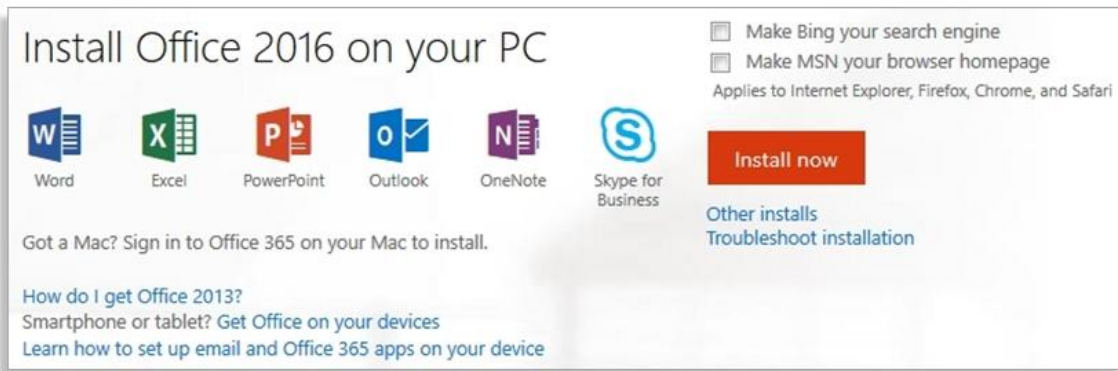 Install Office 2016 on your PC
W
X
P
O
N
S
Word
Excel
PowerPoint
Outlook
OneNote
Skype for
Business
Got a Mac? Sign in to Office 365 on your Mac to install.
How do I get Office 2013?
Smartphone or tablet? Get Office on your devices
Learn how to set up email and Office 365 apps on your device
Make Bing your search engine
Make MSN your browser homepage
Applies to Internet Explorer, Firefox, Chrome, and Safari
Install now
Other installs
Troubleshoot installation